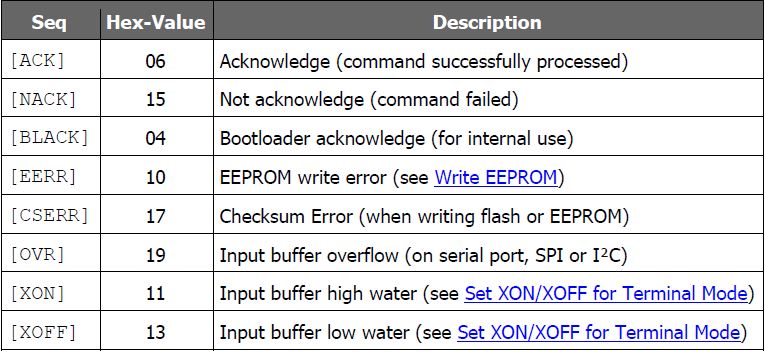 Seq Hex-Value Description
[ACK] 06 Acknowledge (command successfully processed)
[NACK] 15 Not acknowledge (command failed)
[BLACK] 04 Bootloader acknowledge (for internal use)
[EERR] 10 EEPROM write error (see Write EEPROM)
[CSERR] 17 Checksum Error (when writing flash or EEPROM)
[OVR] 19 Input buffer overflow (on serial port, SPI or I²C)
[XON] 11 Input buffer high water (see Set XON/XOFF for Terminal Mode)
[XOFF] 13 Input buffer low water (see Set XON/XOFF for Terminal Mode)